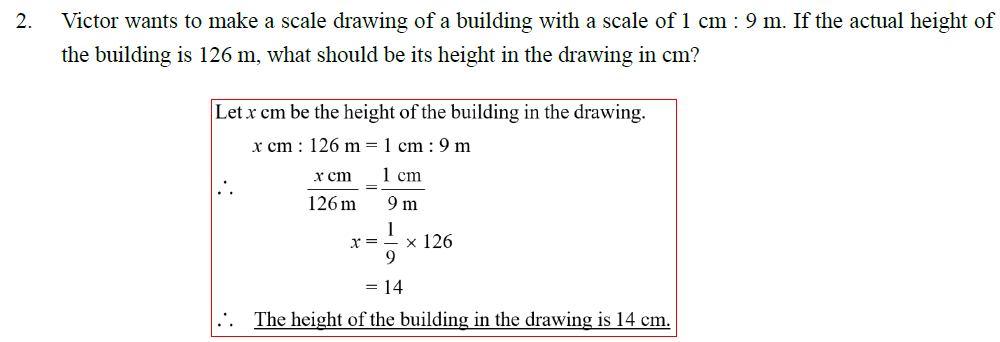 2. Victor wants to make a scale drawing of a building with a scale of 1 cm : 9 m. If the actual height of
the building is 126 m, what should be its height in the drawing in cm?
Let x cm be the height of the building in the drawing.
x cm : 126 m = 1 cm : 9 m
∴ x cm / 126 m = 1 cm / 9 m
x = 1/9 × 126
= 14
∴ The height of the building in the drawing is 14 cm.